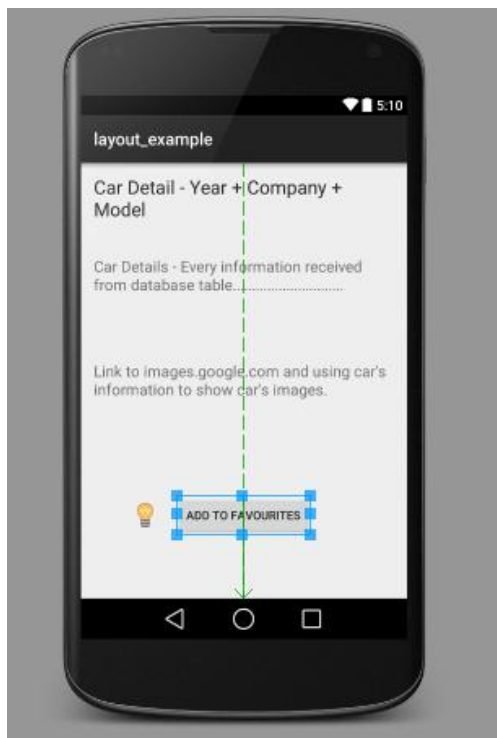 5:10
layout_example
Car Detail - Year + Company +
Model
Car Details - Every information received
from database table............................
Link to images.google.com and using car's
information to show car's images.
ADD TO FAVOURITES